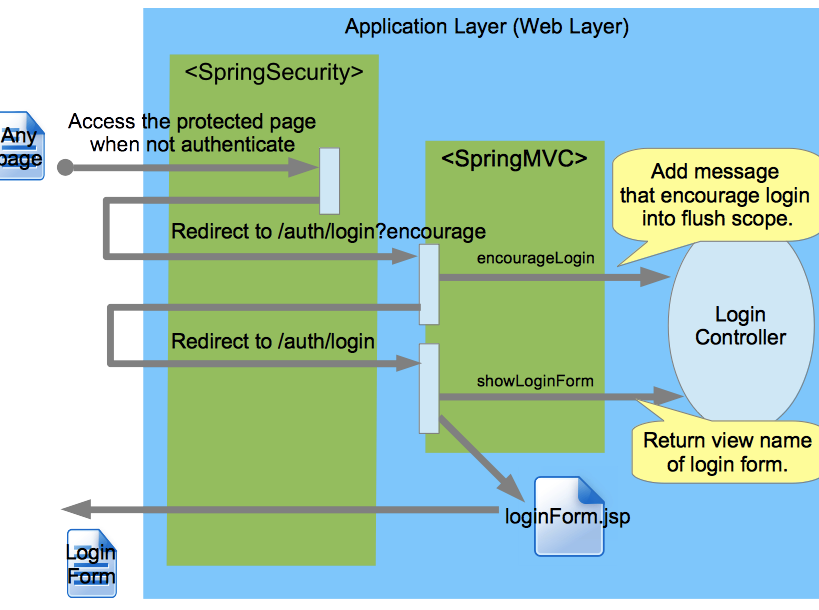 Application Layer (Web Layer)
<SpringSecurity>
Any
page
Access the protected page
when not authenticate
<SpringMVC>
Add message
that encourage login
into flush scope.
Redirect to /auth/login?encourage
encourageLogin
Login
Controller
Redirect to /auth/login
showLoginForm
Return view name
of login form.
loginForm.jsp
Login
Form